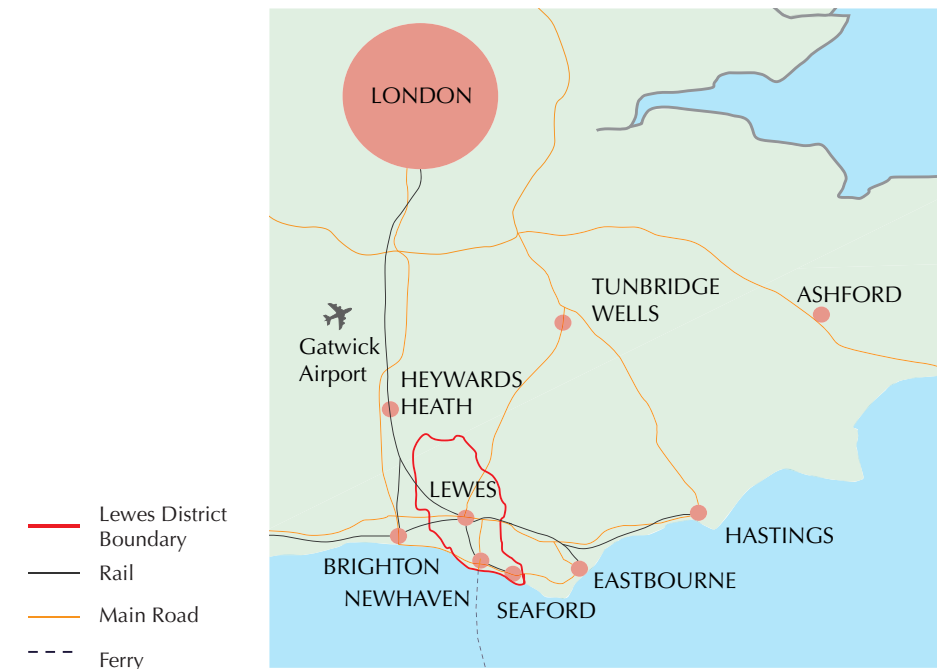 LONDON
TUNBRIDGE
WELLS
ASHFORD
Gatwick
Airport
HEYWARDS
HEATH
LEWES
HASTINGS
BRIGHTON
EASTBOURNE
NEWHAVEN
SEAFORD
Lewes District
Boundary
Rail
Main Road
Ferry